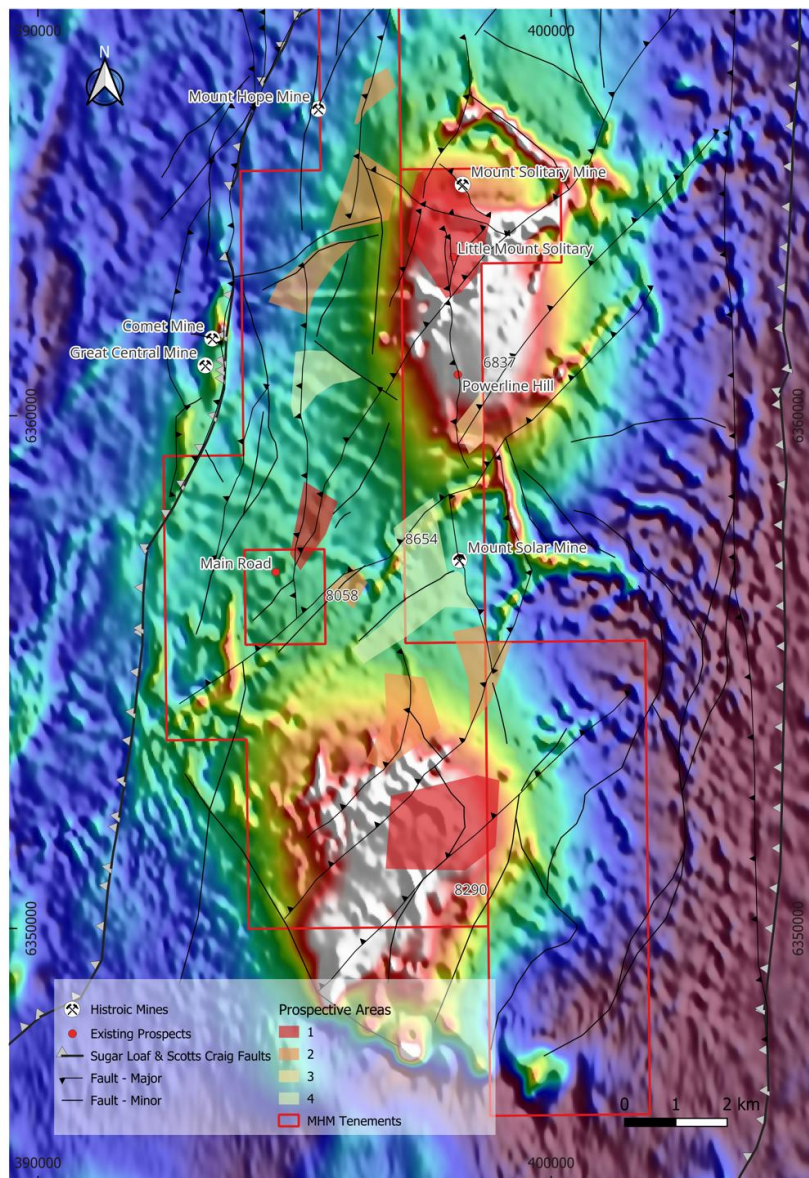 390000
400000
N
Mount Hope Mine
Mount Solitary Mine
Little Mount Solitary
Comet Mine
Great Central Mine
6837
Powerline Hill
6360000
6360000
8654
Mount Solar Mine
Main Road
8058
8290
6350000
6350000
Histroic Mines
Existing Prospects
Sugar Loaf & Scotts Craig Faults
Fault - Major
Fault - Minor
Prospective Areas
1
2
3
4
MHM Tenements
0 1 2 km
390000
400000